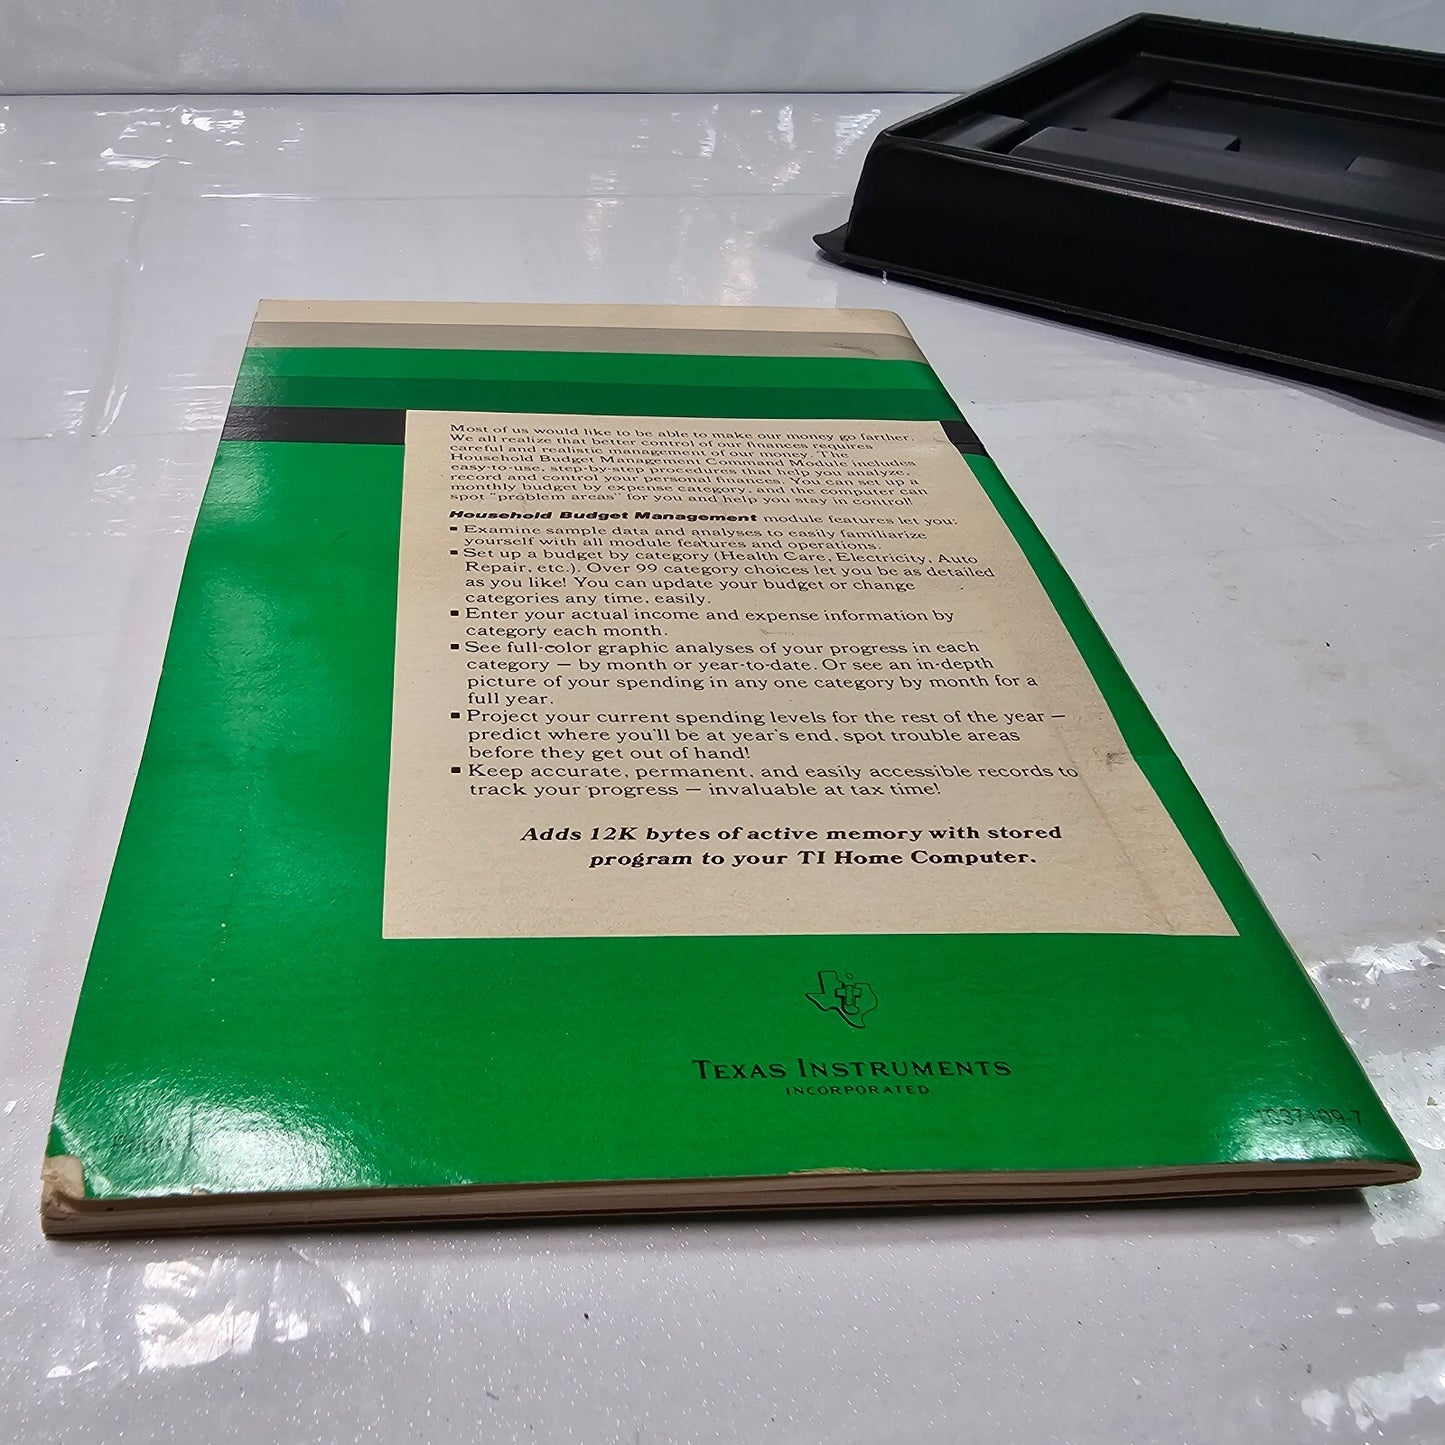 Most of us would like to be able to make our money go farther.
We all realize that better control of our finances requires
careful and realistic management of our money. The
Household Budget Management Command Module includes
easy-to-use, step-by-step procedures that help you analyze,
record and control your personal finances. You can set up a
monthly budget by expense category, and the computer can
spot "problem areas" for you and help you stay in control!
Household Budget Management module features let you:
▪ Examine sample data and analyses to easily familiarize
yourself with all module features and operations.
▪ Set up a budget by category (Health Care, Electricity, Auto
Repair, etc.). Over 99 category choices let you be as detailed
as you like! You can update your budget or change
categories any time, easily.
▪ Enter your actual income and expense information by
category each month.
▪ See full-color graphic analyses of your progress in each
category — by month or year-to-date. Or see an in-depth
picture of your spending in any one category by month for a
full year.
▪ Project your current spending levels for the rest of the year —
predict where you'll be at year's end, spot trouble areas
before they get out of hand!
▪ Keep accurate, permanent, and easily accessible records to
track your progress — invaluable at tax time!
Adds 12K bytes of active memory with stored
program to your TI Home Computer.
TEXAS INSTRUMENTS
INCORPORATED
1037109-7